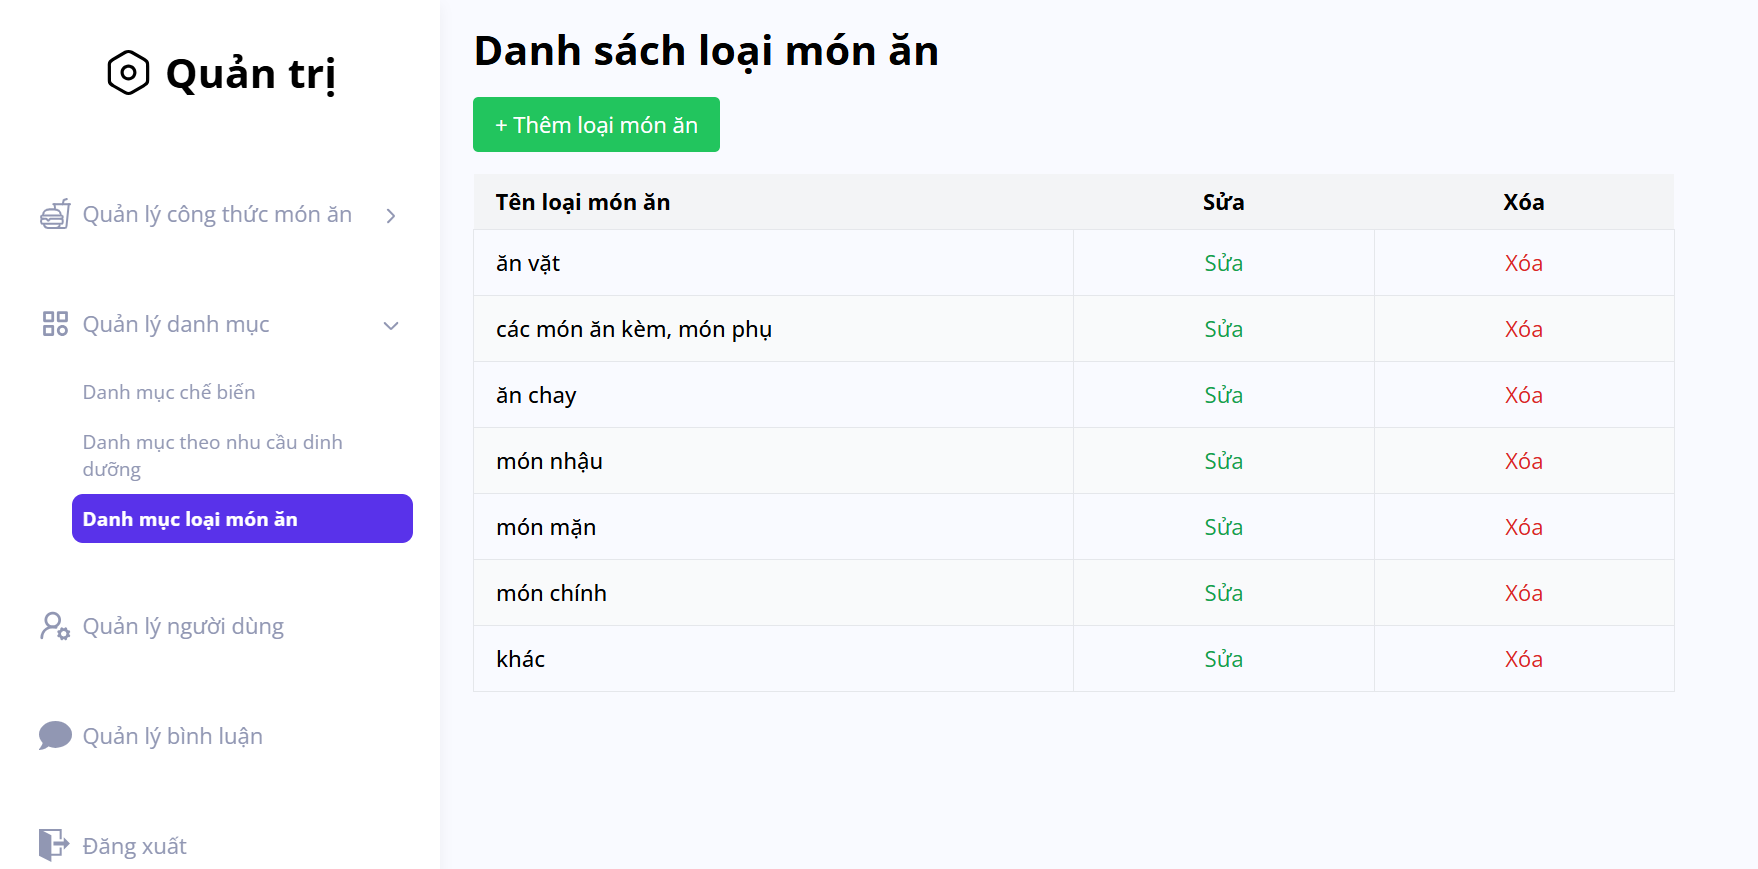 Quản trị
Quản lý công thức món ăn
Quản lý danh mục
Danh mục chế biến
Danh mục theo nhu cầu dinh
dưỡng
Danh mục loại món ăn
Quản lý người dùng
Quản lý bình luận
Đăng xuất
Danh sách loại món ăn
+ Thêm loại món ăn
Tên loại món ăn Sửa Xóa
ăn vặt Sửa Xóa
các món ăn kèm, món phụ Sửa Xóa
ăn chay Sửa Xóa
món nhậu Sửa Xóa
món mặn Sửa Xóa
món chính Sửa Xóa
khác Sửa Xóa